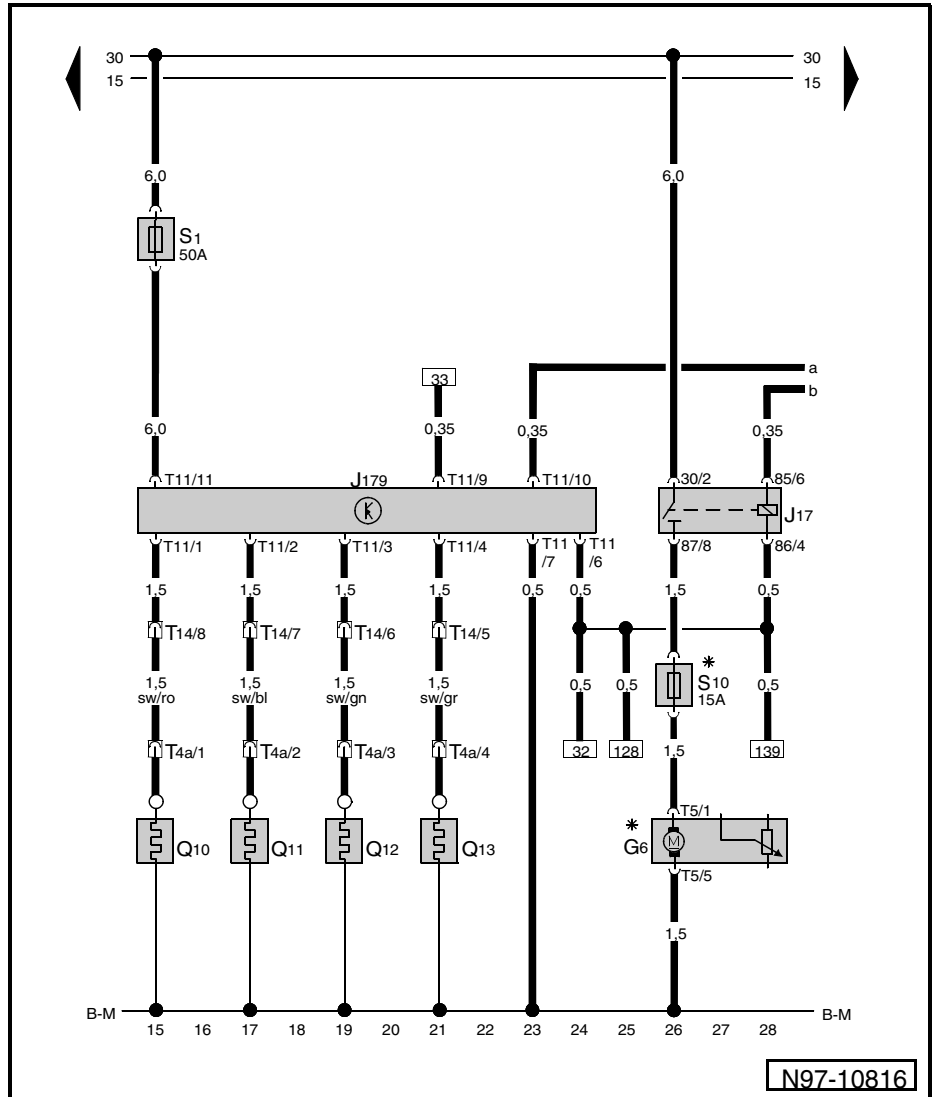 30 30
15 15
6,0 6,0
S1
50A
a
33
b
6,0 0,35 0,35 0,35
T11/11 J179 T11/9 T11/10 30/2 85/6
J17
T11/1 T11/2 T11/3 T11/4 T11 T11 87/8 86/4
/7 /6
1,5 1,5 1,5 1,5 0,5 0,5 1,5 0,5
T14/8 T14/7 T14/6 T14/5
*
1,5 1,5 1,5 1,5 0,5 0,5 S10 0,5
sw/ro sw/bl sw/gn sw/gr 15A
T4a/1 T4a/2 T4a/3 T4a/4 32 128 1,5 139
T5/1
*
Q10 Q11 Q12 Q13 G6 M
T5/5
1,5
B-M B-M
15 16 17 18 19 20 21 22 23 24 25 26 27 28
N97-10816